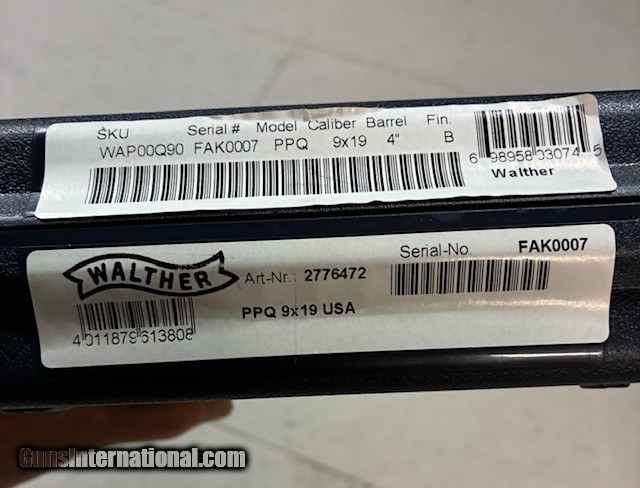 SKU Serial # Model Caliber Barrel Fin.
WAP00Q90 FAK0007 PPQ 9x19 4" B
6 98958 03074 5
Walther
WALTHER
Art-Nr.: 2776472
Serial-No. FAK0007
PPQ 9x19 USA
4 011879 613808
GunsInternational.com